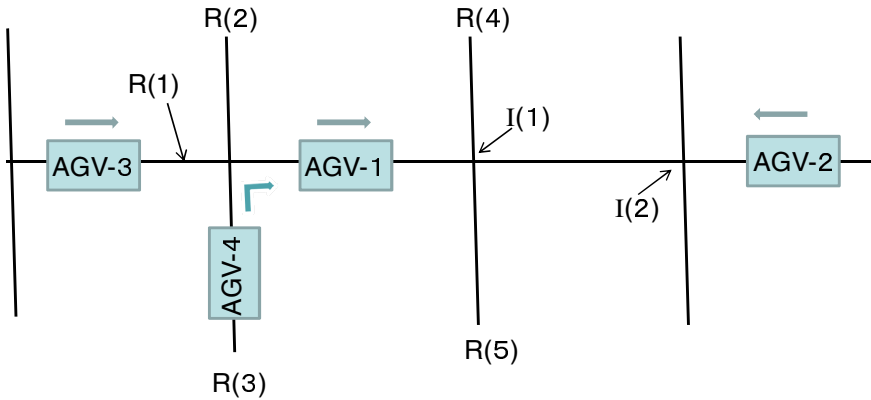 R(2)
R(4)
R(1)
I(1)
AGV-3
AGV-1
AGV-2
I(2)
AGV-4
R(5)
R(3)